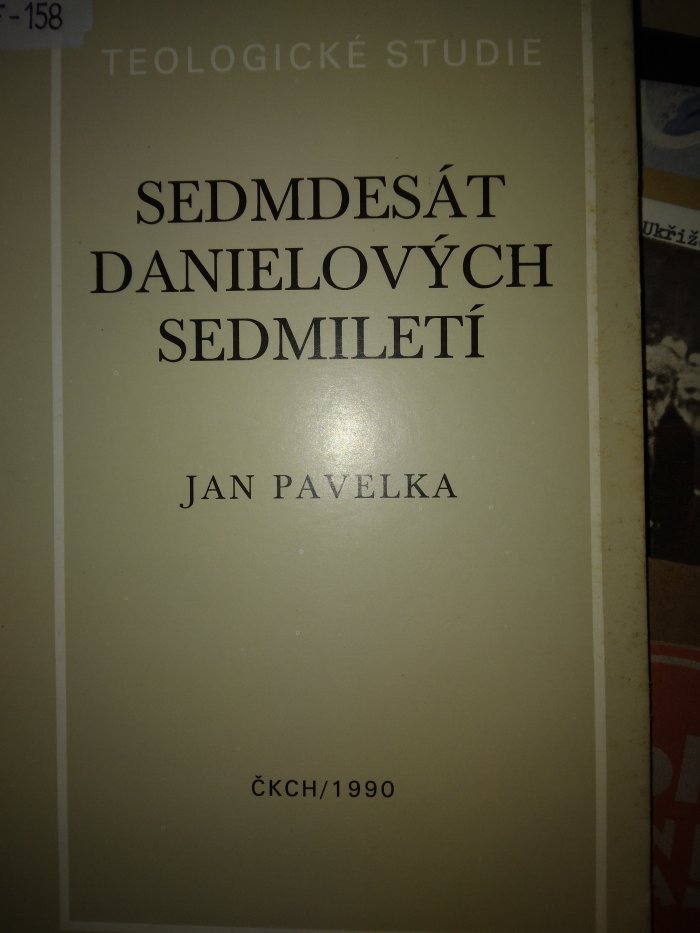 -158
TEOLOGICKÉ STUDIE
SEDMDESÁT
DANIELOVÝCH
SEDMILETÍ
JAN PAVELKA
ČKCH/1990